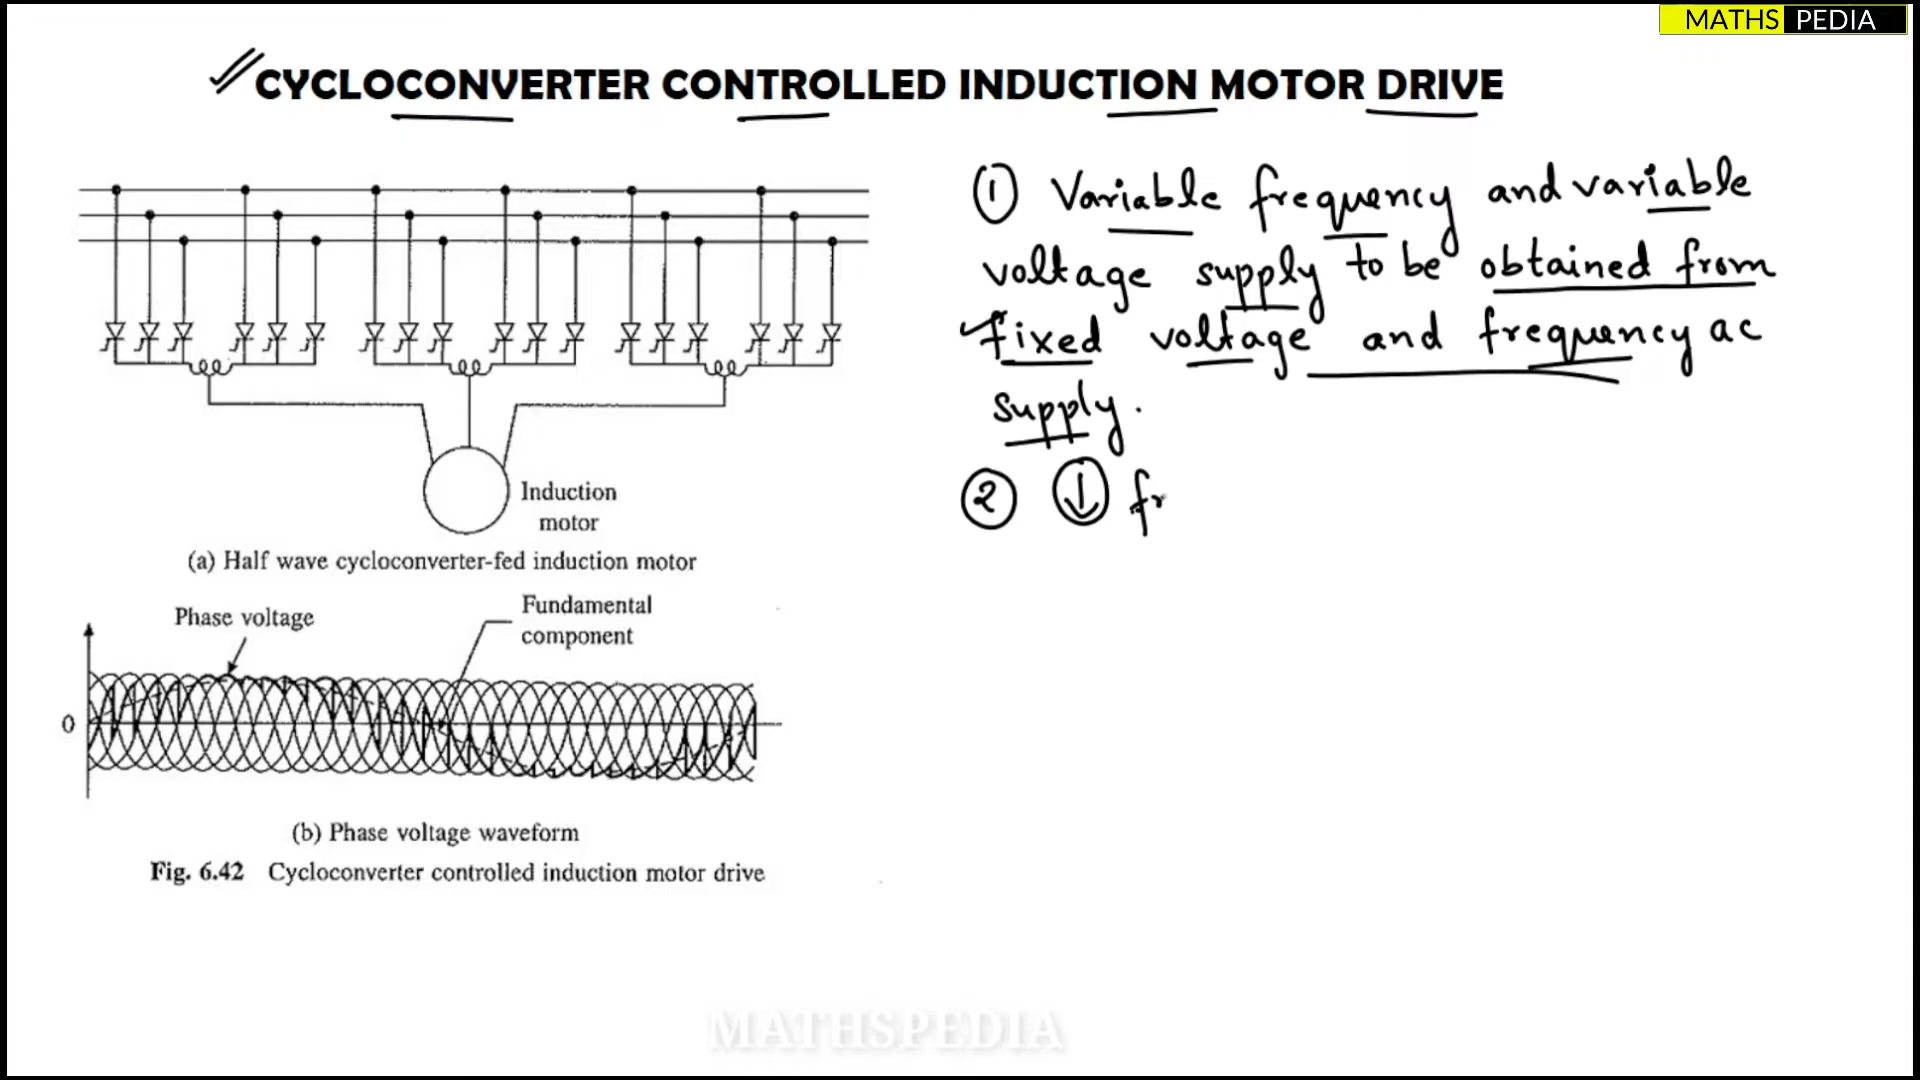 MATHS PEDIA
CYCLOCONVERTER CONTROLLED INDUCTION MOTOR DRIVE
① Variable frequency and variable
voltage supply to be obtained from
fixed voltage and frequency ac
supply.
② ↓ fr
Induction
motor
(a) Half wave cycloconverter-fed induction motor
Phase voltage
Fundamental
component
0
(b) Phase voltage waveform
Fig. 6.42 Cycloconverter controlled induction motor drive
MATHSPEDIA